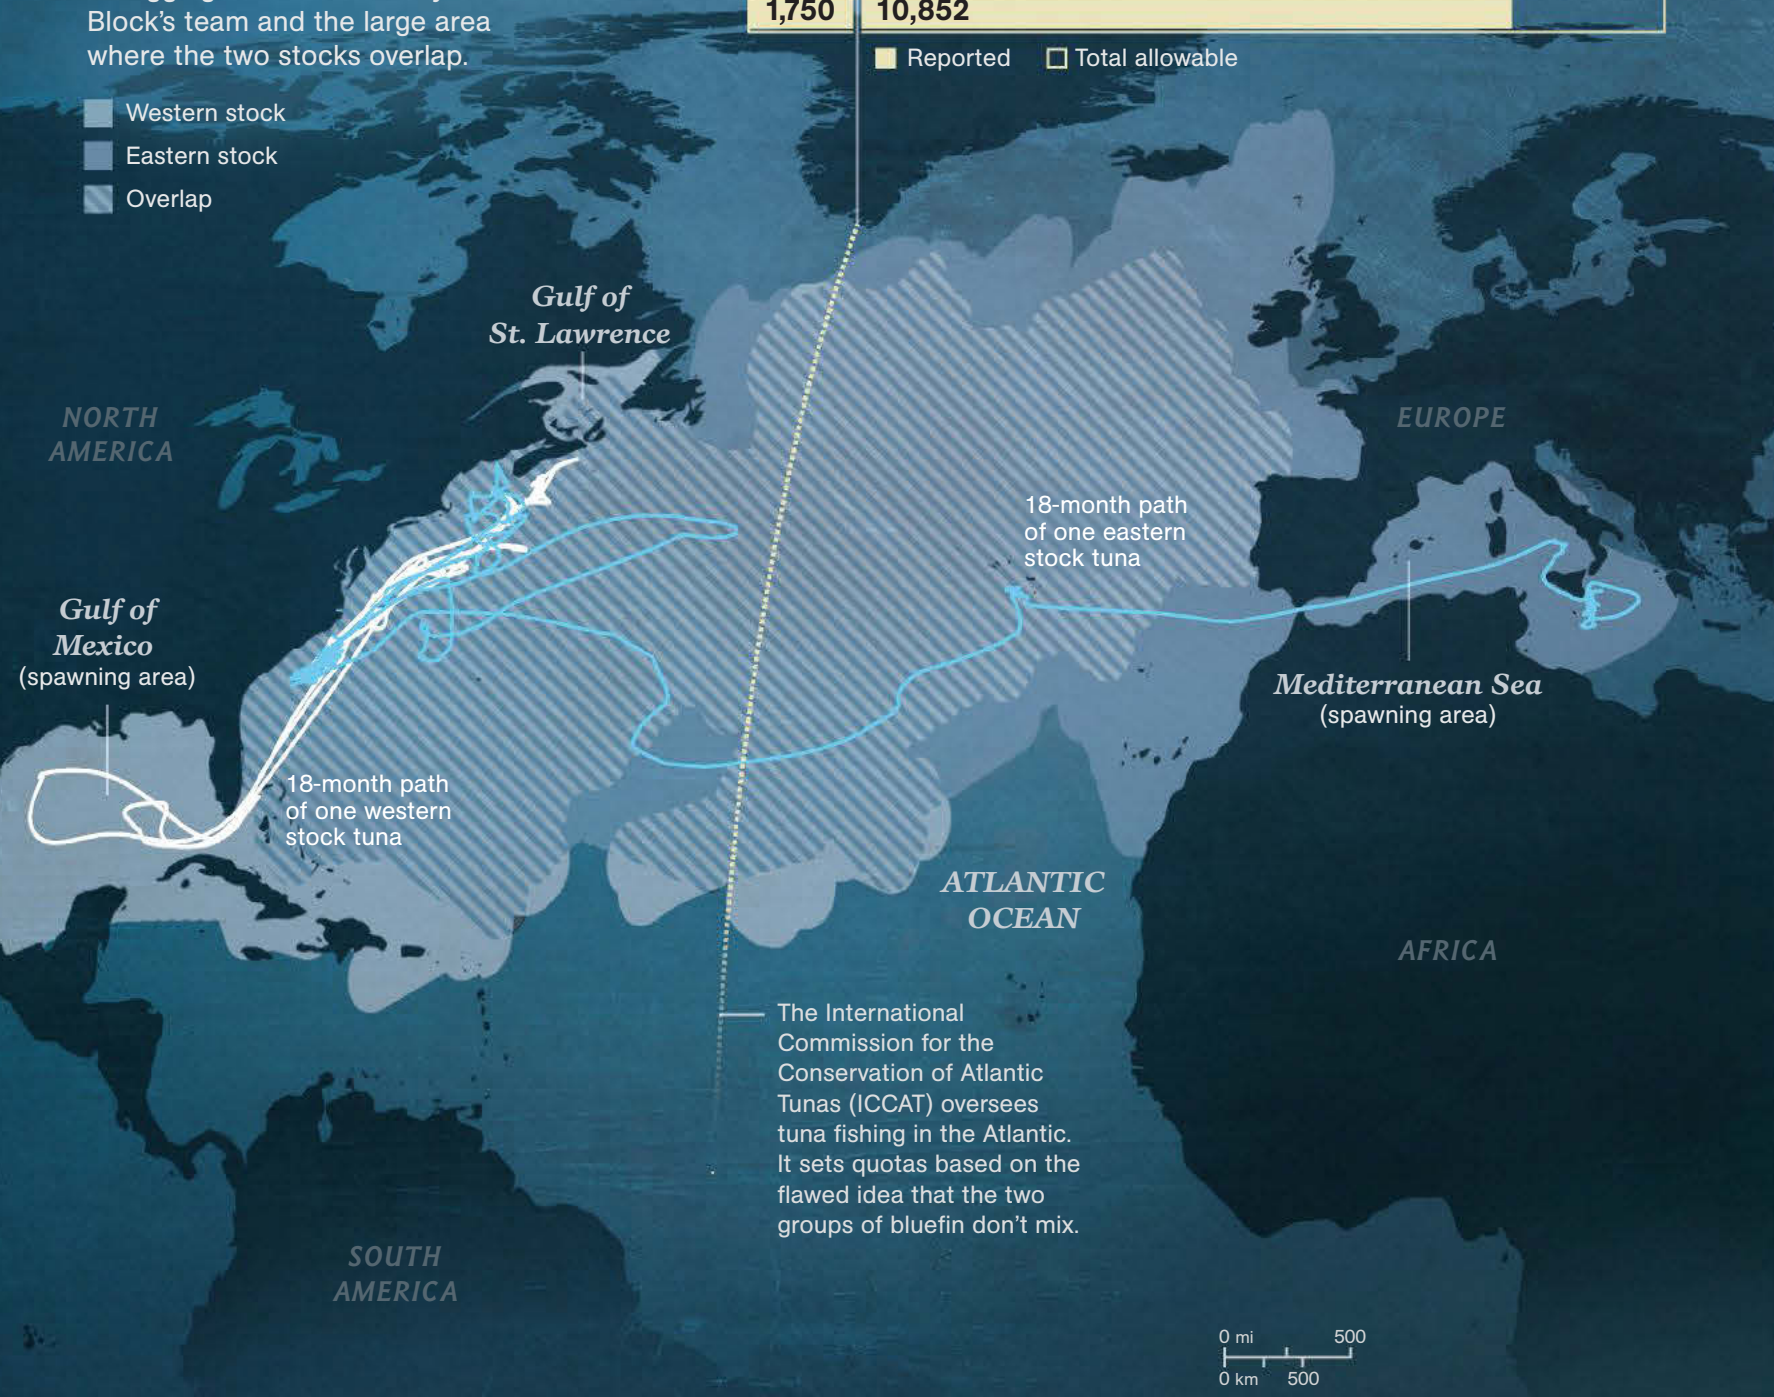 Block’s team and the large area
where the two stocks overlap.
Western stock
Eastern stock
Overlap
1,750 10,852
Reported Total allowable
Gulf of
St. Lawrence
NORTH
AMERICA
EUROPE
18-month path
of one eastern
stock tuna
Gulf of
Mexico
(spawning area)
Mediterranean Sea
(spawning area)
18-month path
of one western
stock tuna
ATLANTIC
OCEAN
AFRICA
The International
Commission for the
Conservation of Atlantic
Tunas (ICCAT) oversees
tuna fishing in the Atlantic.
It sets quotas based on the
flawed idea that the two
groups of bluefin don’t mix.
SOUTH
AMERICA
0 mi 500
0 km 500